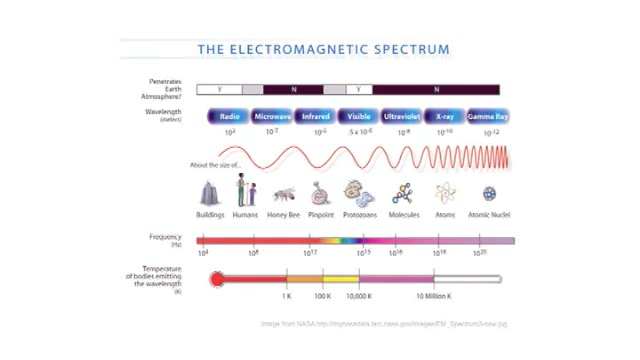 THE ELECTROMAGNETIC SPECTRUM
Penetrates
Earth
Atmosphere?
Y N Y N
Wavelength
(meters)
Radio Microwave Infrared Visible Ultraviolet X-ray Gamma Ray
10³ 10⁻² 10⁻⁵ .5 x 10⁻⁶ 10⁻⁸ 10⁻¹⁰ 10⁻¹²
About the size of...
Buildings Humans Honey Bee Pinpoint Protozoans Molecules Atoms Atomic Nuclei
Frequency
(Hz)
10⁴ 10⁸ 10¹² 10¹⁵ 10¹⁶ 10¹⁸ 10²⁰
Temperature
of bodies emitting
the wavelength
(K)
1 K 100 K 10,000 K 10 Million K
Image from NASA